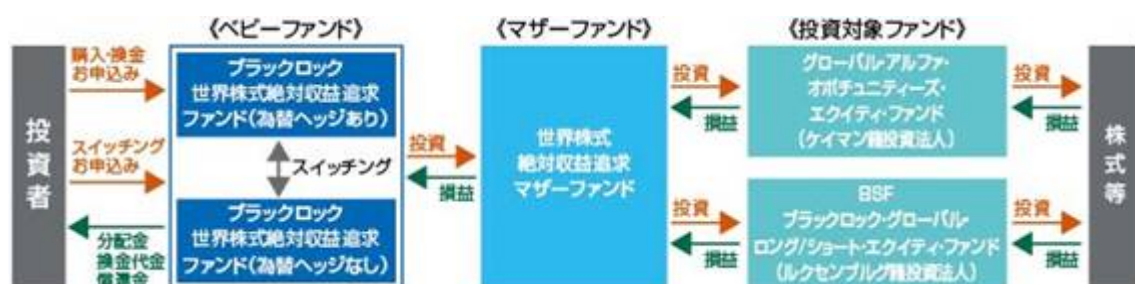 《ベビーファンド》
《マザーファンド》
《投資対象ファンド》
投資者
購入・換金
お申込み
スイッチング
お申込み
分配金
換金代金
償還金
ブラックロック
世界株式絶対収益追求
ファンド(為替ヘッジあり)
スイッチング
ブラックロック
世界株式絶対収益追求
ファンド(為替ヘッジなし)
投資
損益
世界株式
絶対収益追求
マザーファンド
投資
損益
投資
損益
グローバル・アルファ・
オポチュニティーズ・
エクイティ・ファンド
(ケイマン籍投資法人)
BSF
ブラックロック・グローバル・
ロング/ショート・エクイティ・ファンド
(ルクセンブルグ籍投資法人)
投資
損益
投資
損益
株式等